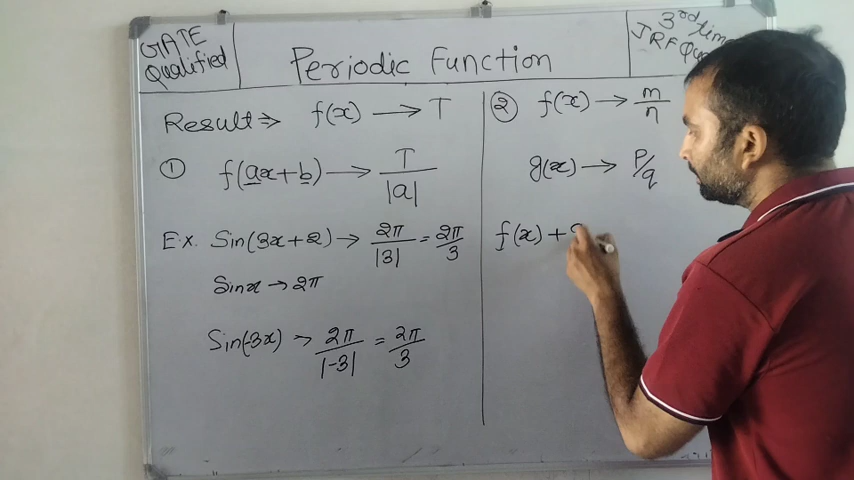 GATE
Qualified
Periodic Function
3rd time
JRF Qu
Result⇒ f(x) → T
① f(ax+b) → T/|a|
Ex. Sin(3x+2) → 2π/|3| = 2π/3
Sinx → 2π
Sin(-3x) → 2π/|-3| = 2π/3
② f(x) → m/n
g(x) → P/q
f(x) +